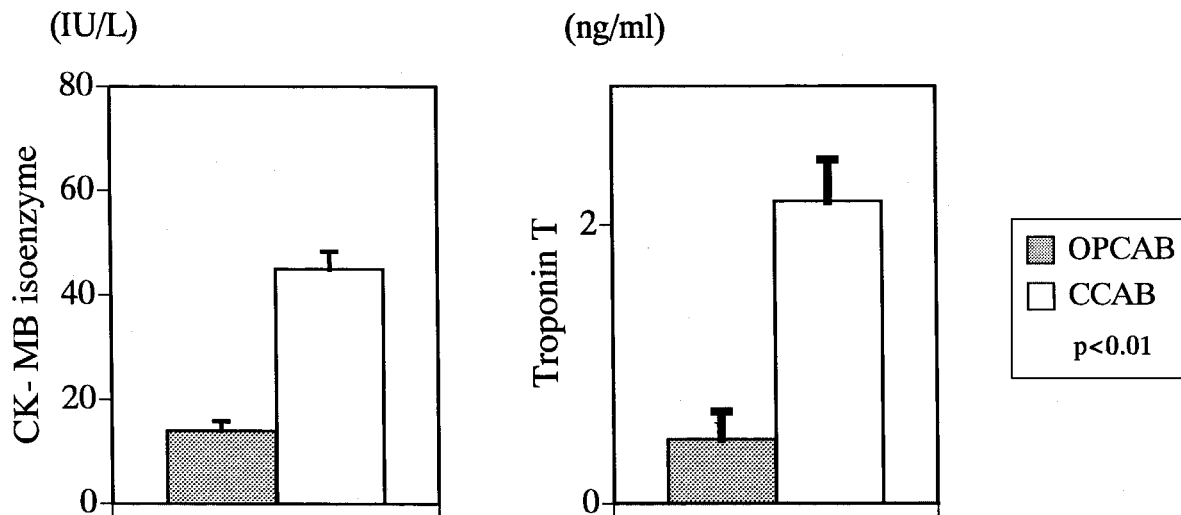 (IU/L)
CK- MB isoenzyme
80
60
40
20
0
(ng/ml)
Troponin T
2
0
OPCAB
CCAB
p<0.01